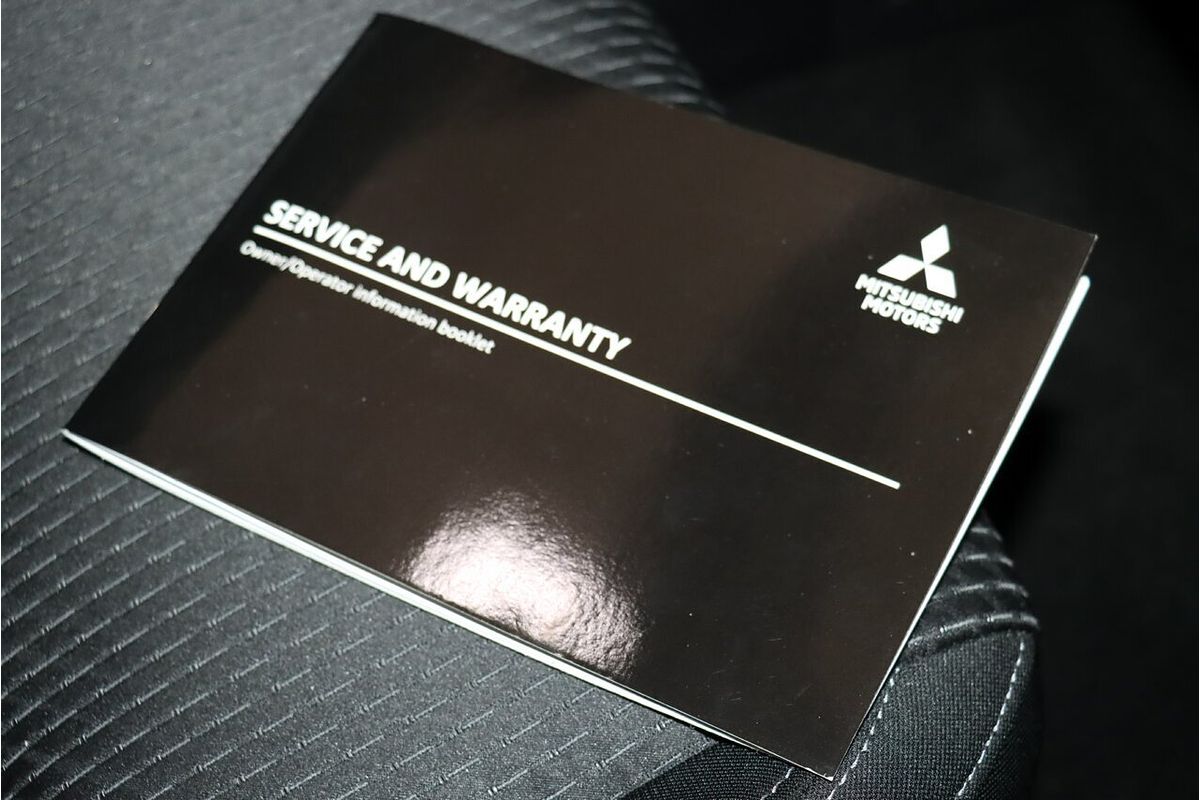 SERVICE AND WARRANTY
Owner/Operator information booklet
MITSUBISHI
MOTORS